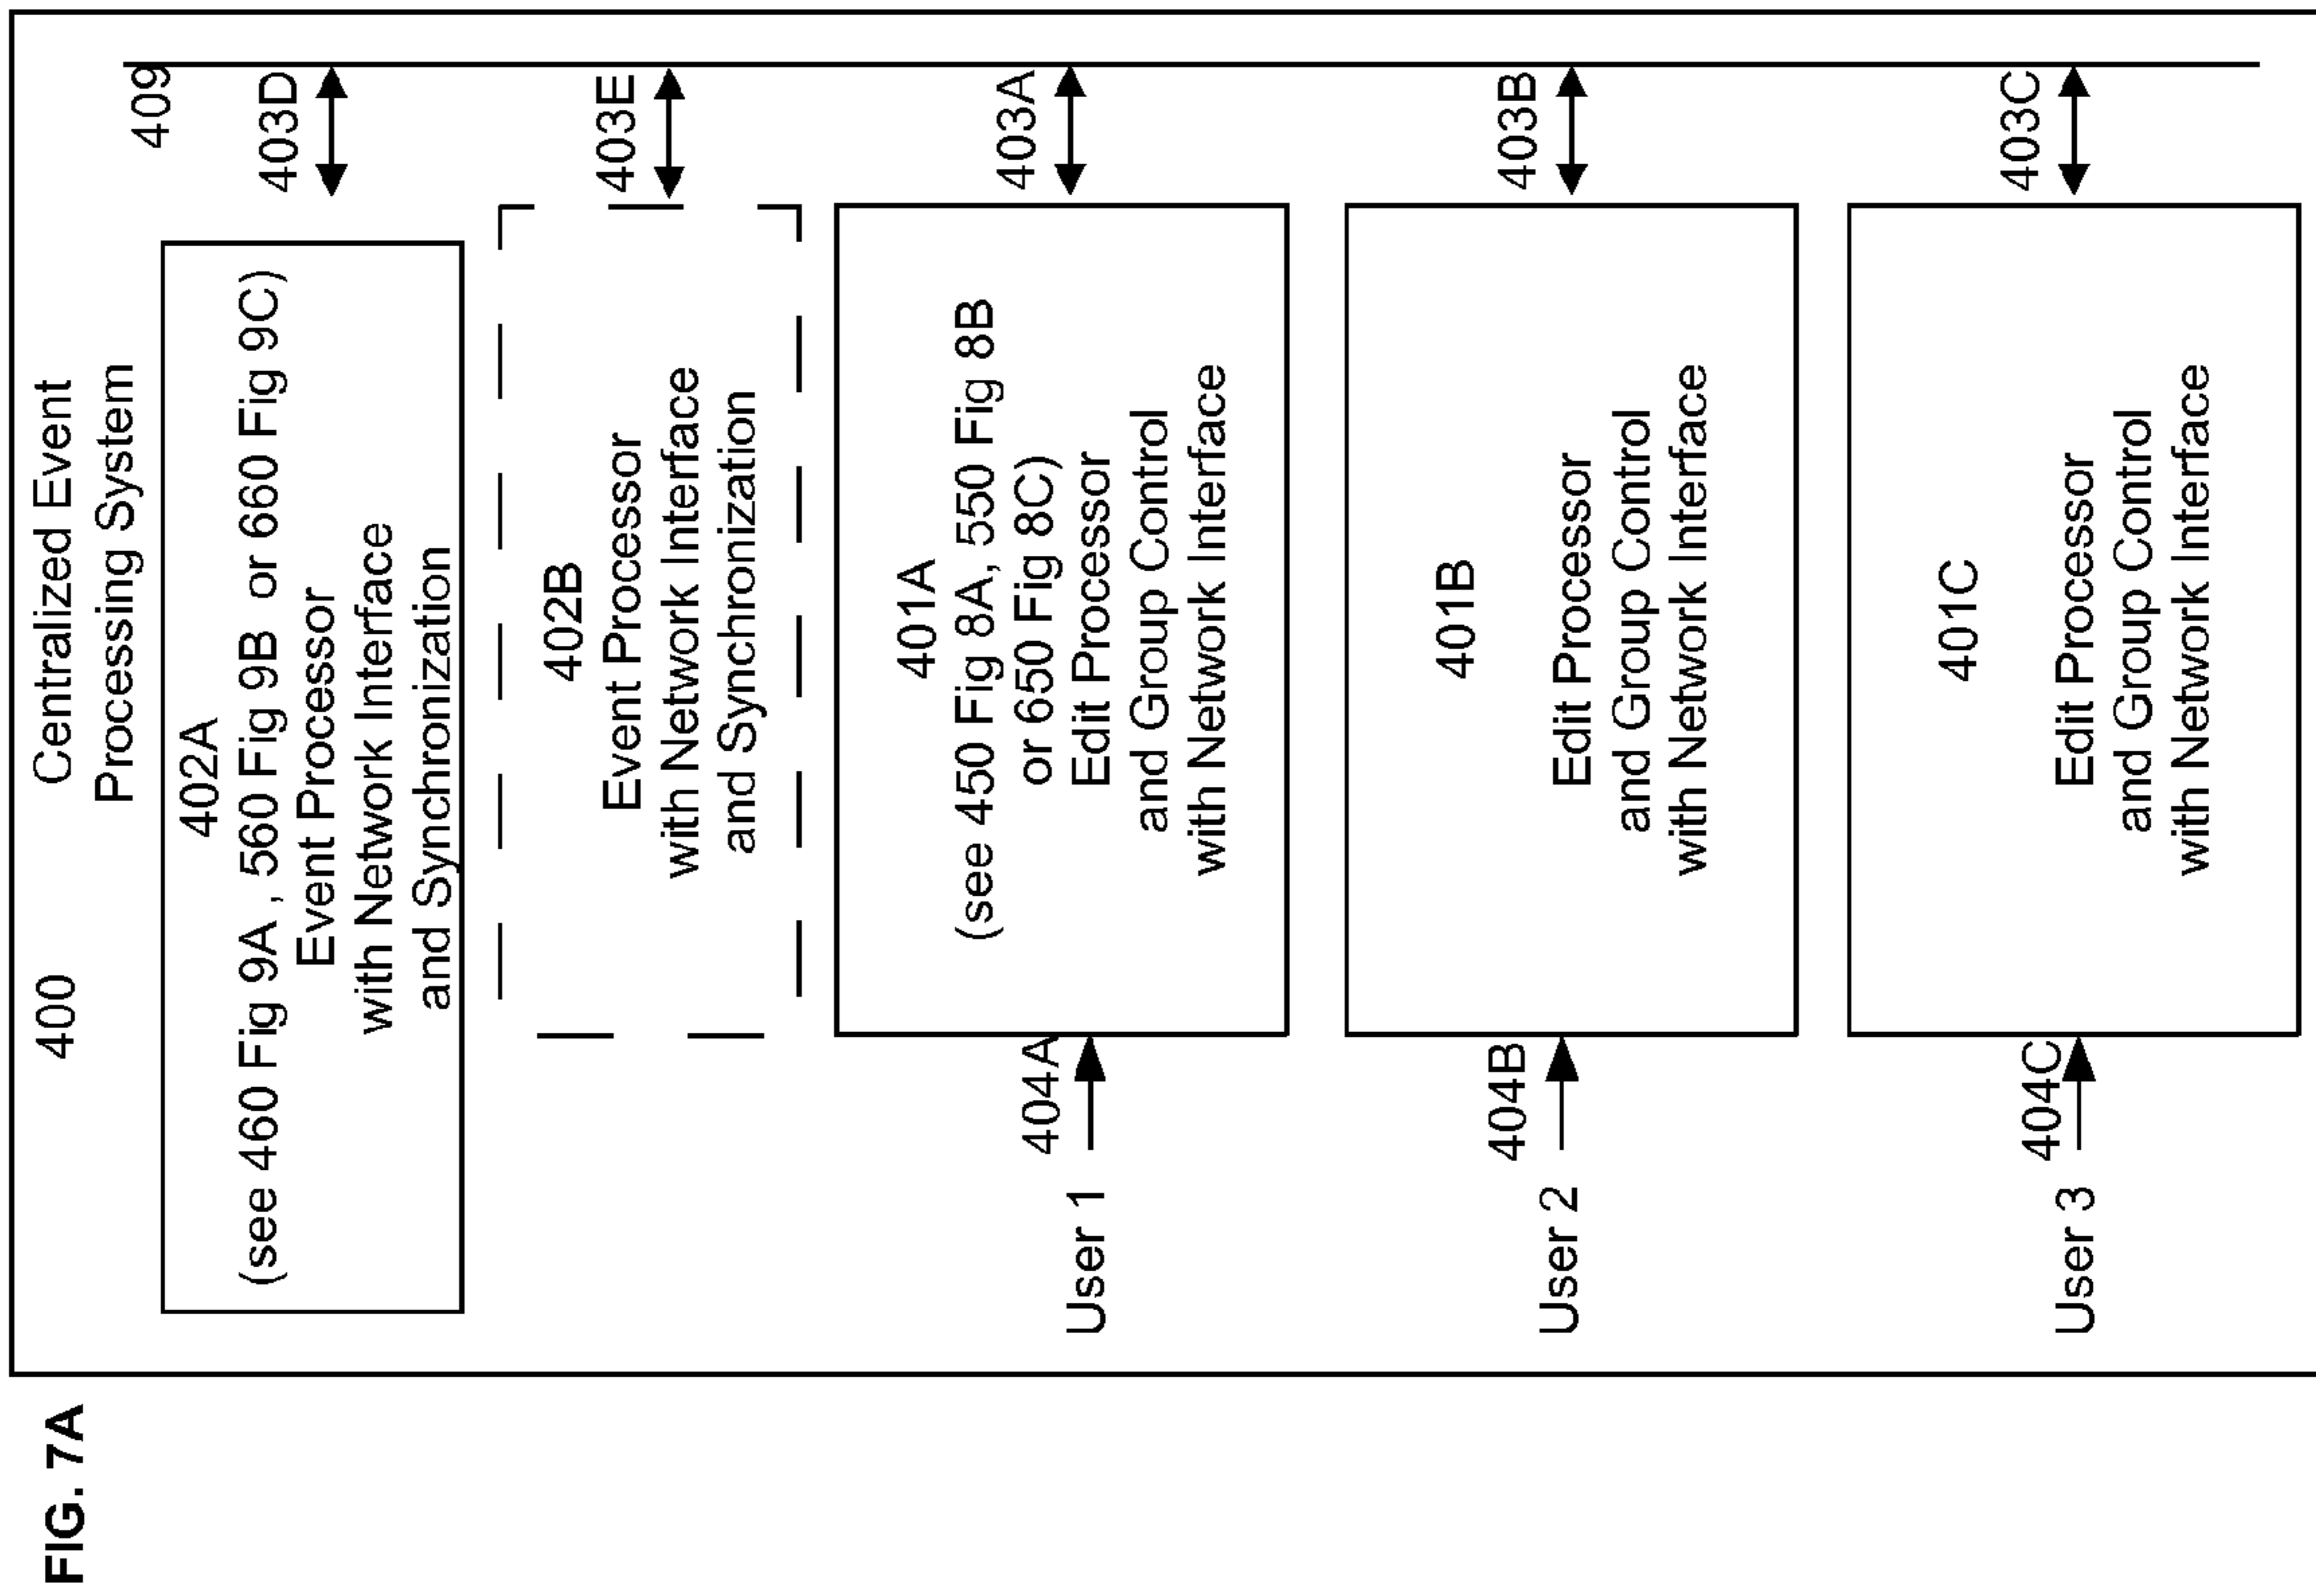 FIG. 7A
400
Centralized Event
Processing System
409
402A
(see 460 Fig 9A , 560 Fig 9B or 660 Fig 9C)
Event Processor
with Network Interface
and Synchronization
403D
402B
Event Processor
with Network Interface
and Synchronization
403E
User 1
404A
401A
(see 450 Fig 8A, 550 Fig 8B
or 650 Fig 8C)
Edit Processor
and Group Control
with Network Interface
403A
User 2
404B
401B
Edit Processor
and Group Control
with Network Interface
403B
User 3
404C
401C
Edit Processor
and Group Control
with Network Interface
403C